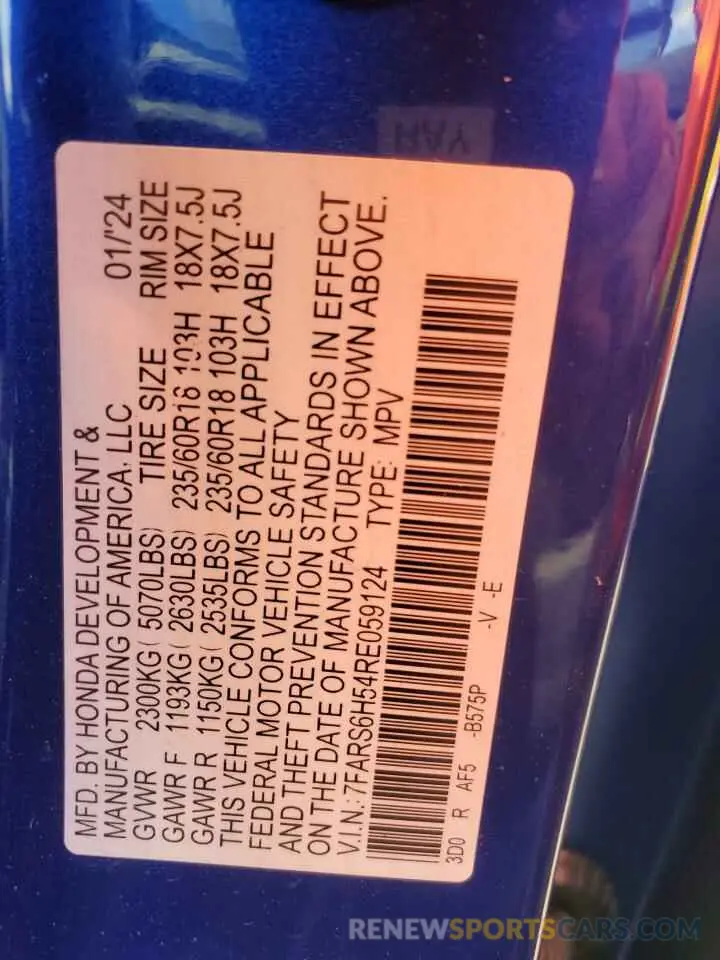 MFD. BY HONDA DEVELOPMENT &
MANUFACTURING OF AMERICA, LLC 01/'24
GVWR 2300KG( 5070LBS) TIRE SIZE RIM SIZE
GAWR F 1193KG( 2630LBS) 235/60R18 103H 18X7.5J
GAWR R 1150KG( 2535LBS) 235/60R18 103H 18X7.5J
THIS VEHICLE CONFORMS TO ALL APPLICABLE
FEDERAL MOTOR VEHICLE SAFETY
AND THEFT PREVENTION STANDARDS IN EFFECT
ON THE DATE OF MANUFACTURE SHOWN ABOVE.
V.I.N.: 7FARS6H54RE059124 TYPE: MPV
3D0 R AF5 -B575P -V -E
YAH
RENEWSPORTSCARS.COM